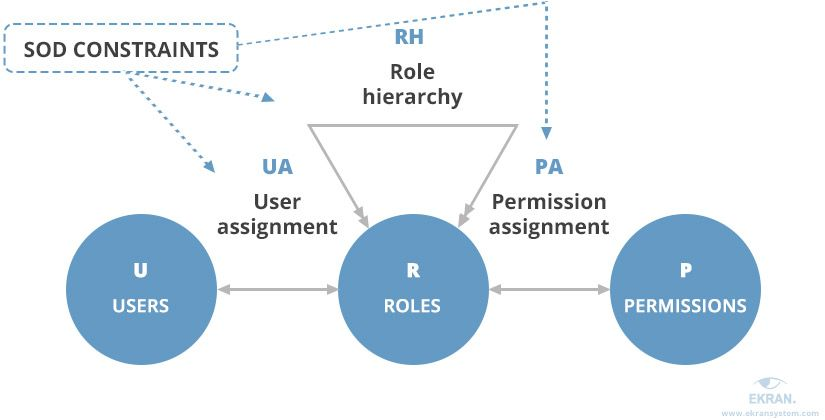 SOD CONSTRAINTS
RH
Role
hierarchy
UA
User
assignment
PA
Permission
assignment
U
USERS
R
ROLES
P
PERMISSIONS
EKRAN.
www.ekransystem.com